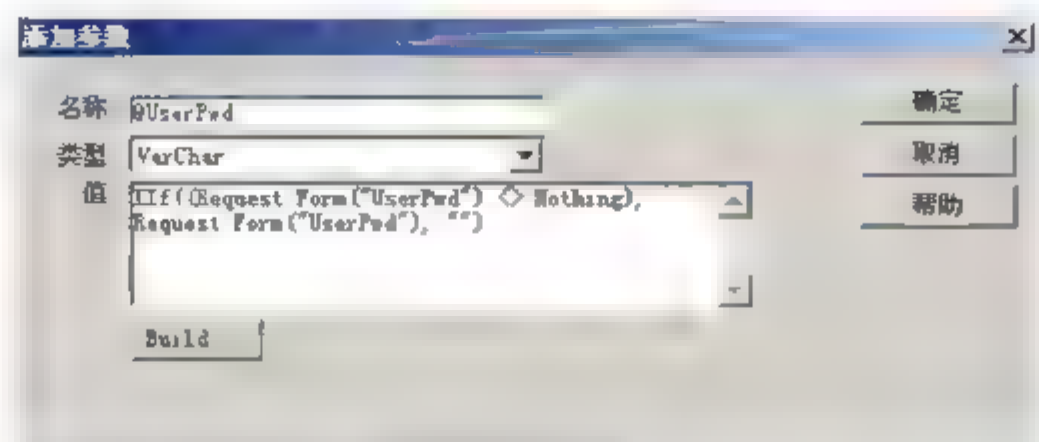 添加参数
名称 @UserPwd
类型 VarChar
值 IIf((Request Form("UserPwd") <> Nothing),
Request Form("UserPwd"), "")
Build
确定
取消
帮助